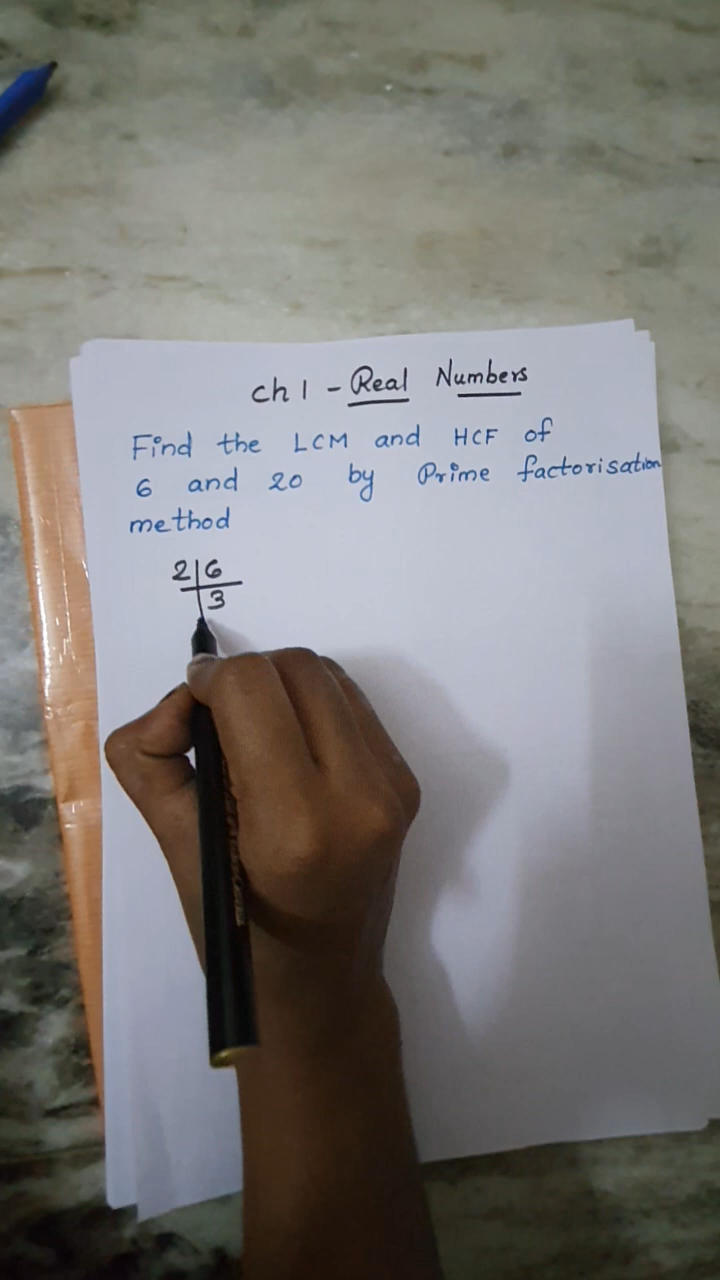 ch 1 - Real Numbers
Find the LCM and HCF of
6 and 20 by Prime factorisation
method
2|6
3